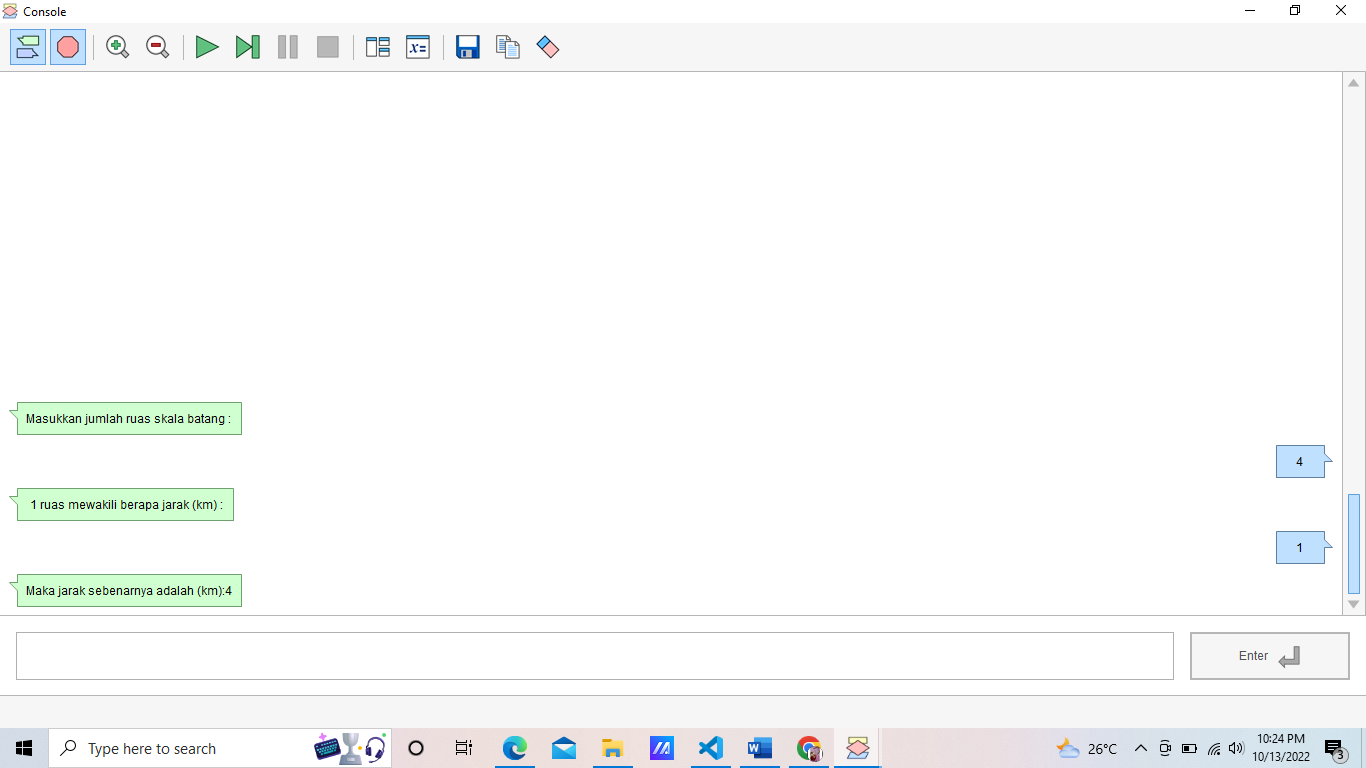 Console
x=
Masukkan jumlah ruas skala batang :
4
1 ruas mewakili berapa jarak (km) :
1
Maka jarak sebenarnya adalah (km):4
Enter
Type here to search
26°C
10:24 PM
10/13/2022
3